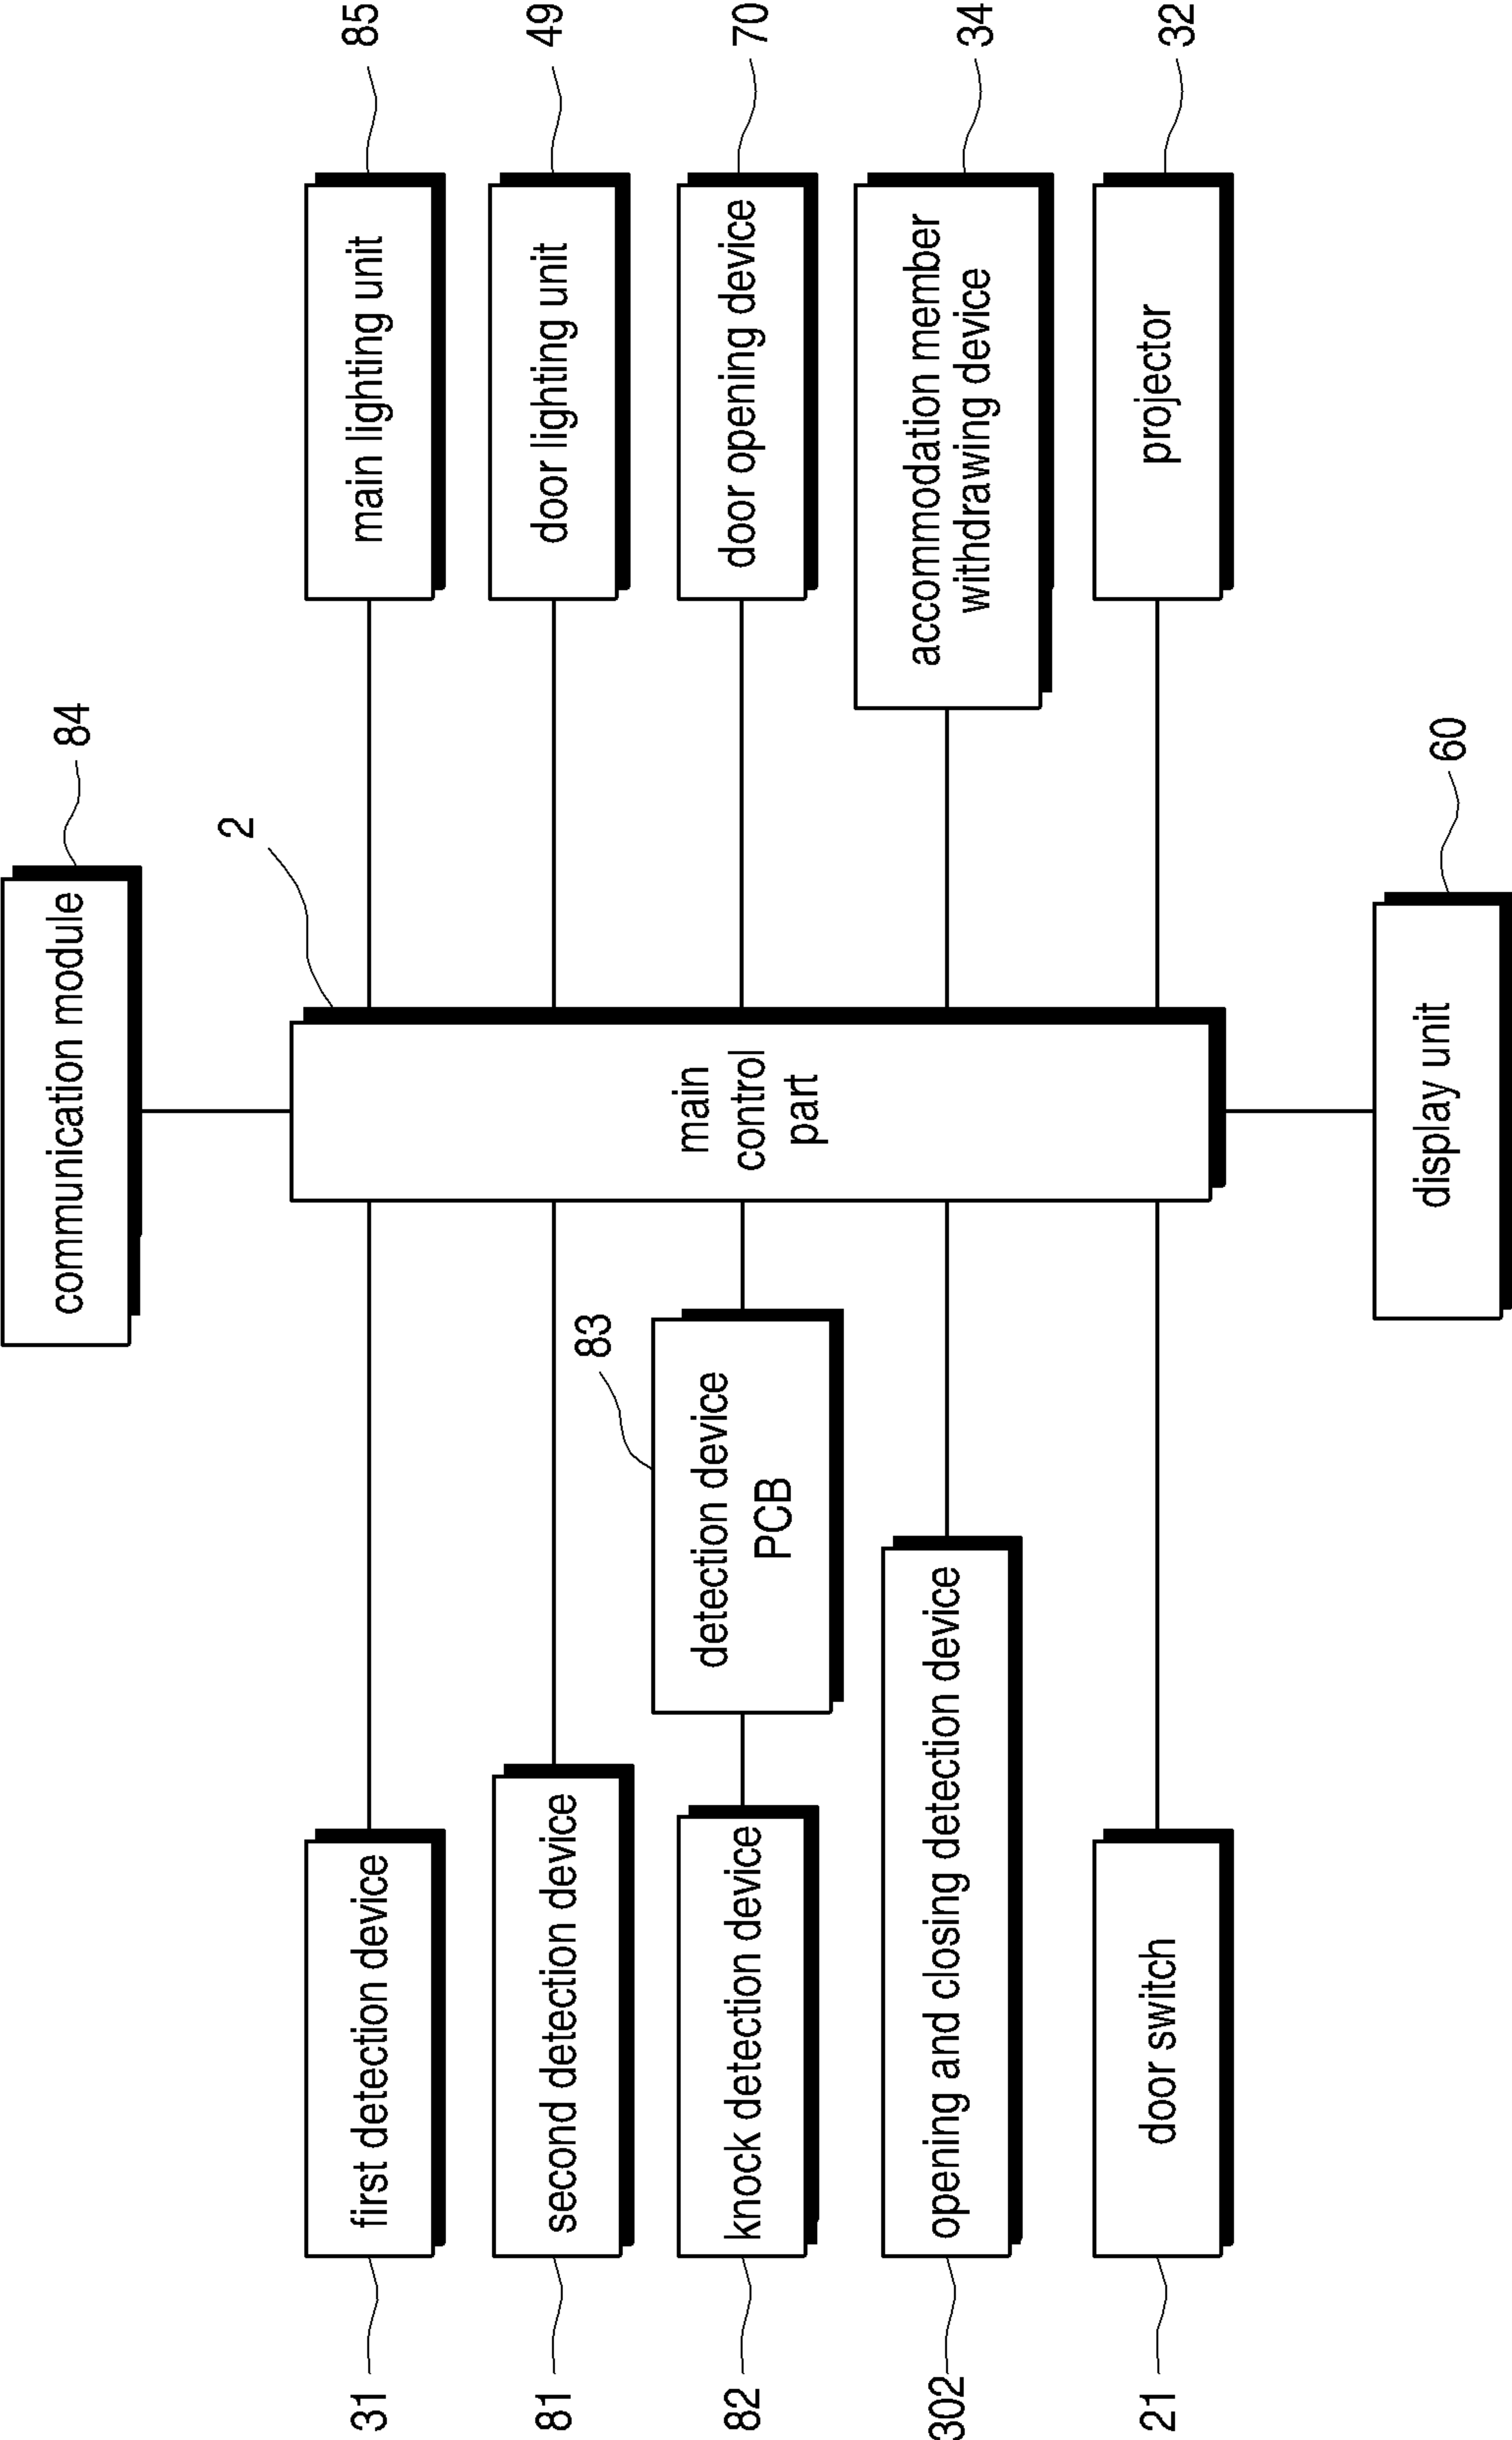 84
communication module
2
31
first detection device
main lighting unit
85
81
second detection device
door lighting unit
49
83
82
knock detection device
detection device
PCB
main
control
part
door opening device
70
302
opening and closing detection device
accommodation member
withdrawing device
34
21
door switch
projector
32
display unit
60